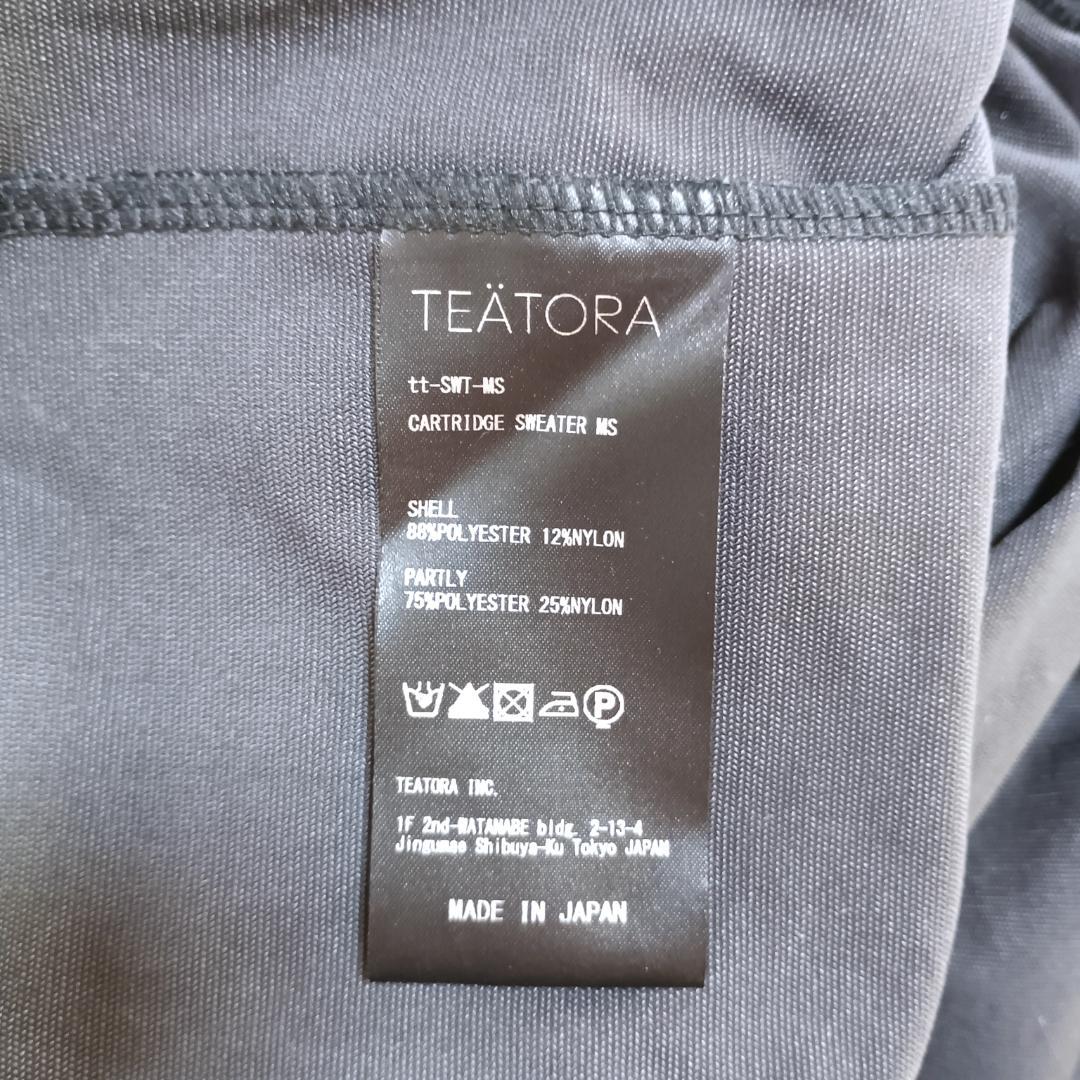 TEÄTORA
tt-SWT-MS
CARTRIDGE SWEATER MS
SHELL
88%POLYESTER 12%NYLON
PARTLY
75%POLYESTER 25%NYLON
P
TEATORA INC.
1F 2nd-WATANABE bldg. 2-13-4
Jingumae Shibuya-Ku Tokyo JAPAN
MADE IN JAPAN